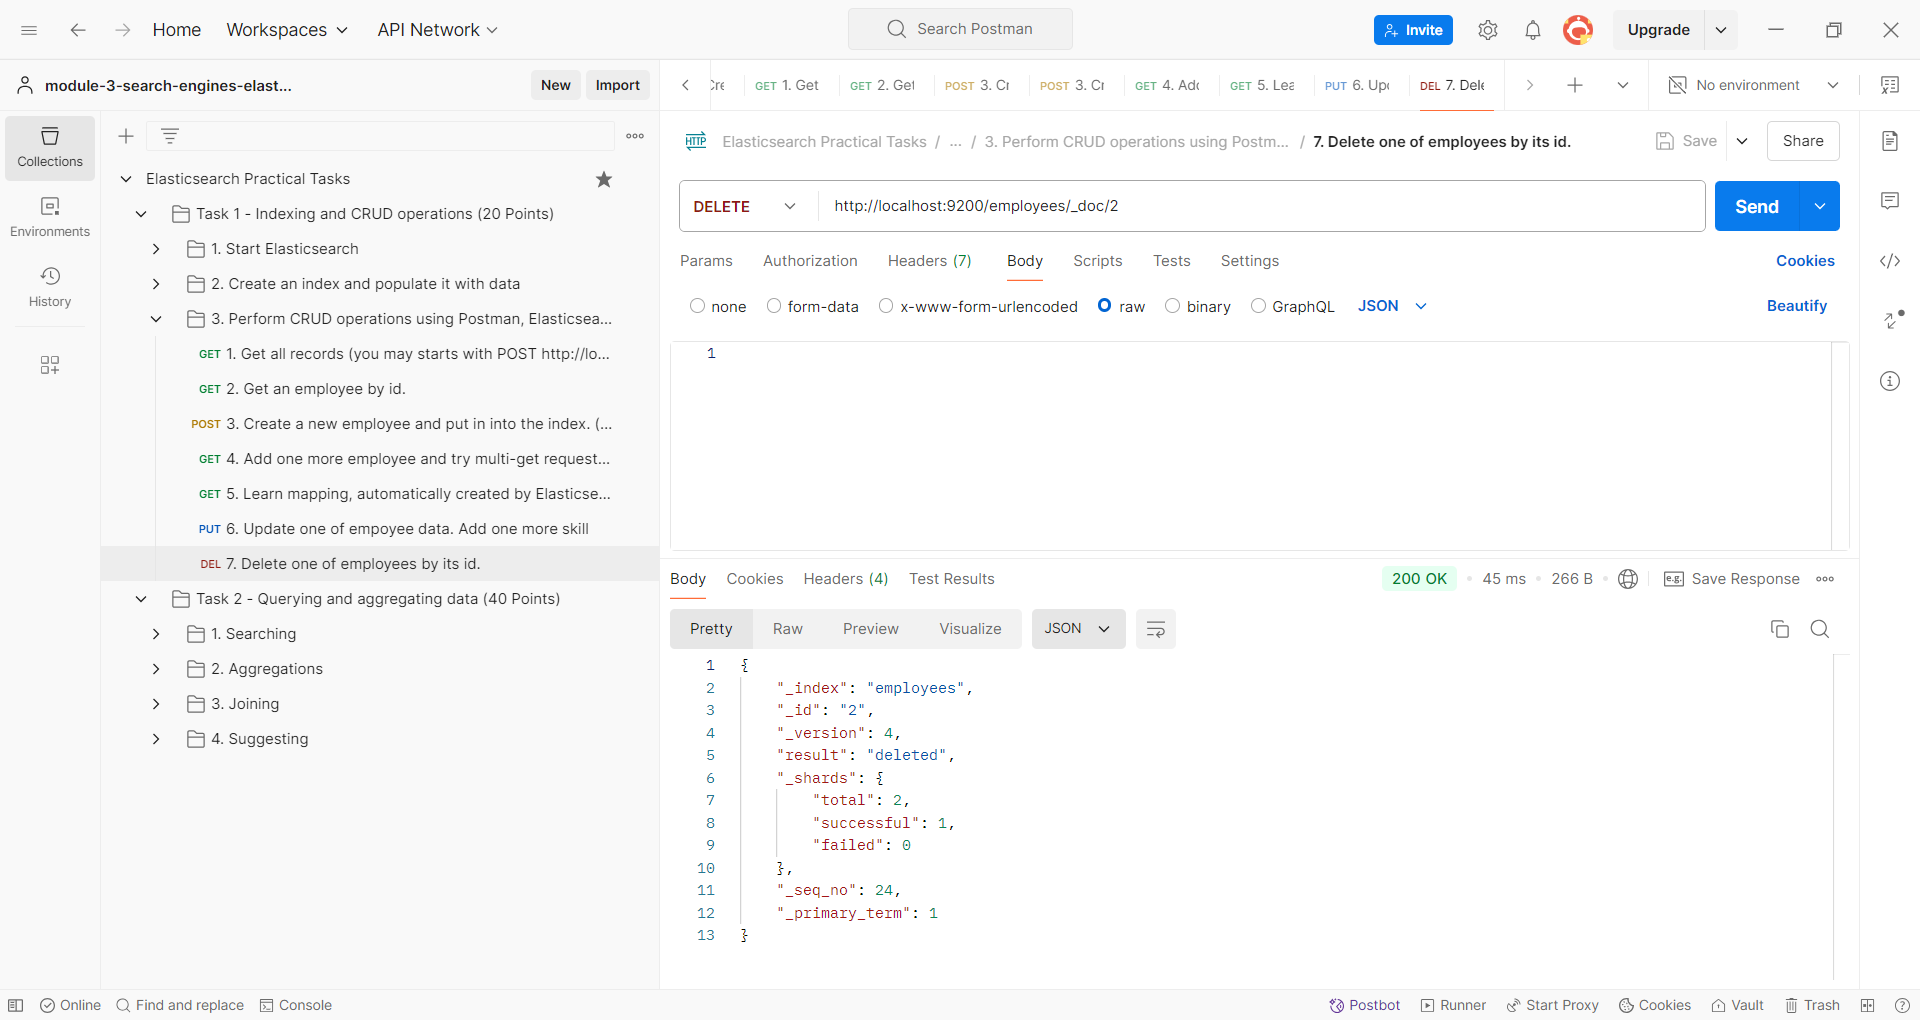 Home
Workspaces
API Network
Search Postman
Invite
Upgrade
module-3-search-engines-elast...
New
Import
GET 1. Get
GET 2. Get
POST 3. Cr
POST 3. Cr
GET 4. Adc
GET 5. Lea
PUT 6. Upc
DEL 7. Dele
No environment
Collections
Environments
History
Elasticsearch Practical Tasks
Task 1 - Indexing and CRUD operations (20 Points)
1. Start Elasticsearch
2. Create an index and populate it with data
3. Perform CRUD operations using Postman, Elasticsea...
GET 1. Get all records (you may starts with POST http://lo...
GET 2. Get an employee by id.
POST 3. Create a new employee and put in into the index. (...
GET 4. Add one more employee and try multi-get request...
GET 5. Learn mapping, automatically created by Elasticse...
PUT 6. Update one of empoyee data. Add one more skill
DEL 7. Delete one of employees by its id.
Task 2 - Querying and aggregating data (40 Points)
1. Searching
2. Aggregations
3. Joining
4. Suggesting
HTTP Elasticsearch Practical Tasks / ... / 3. Perform CRUD operations using Postm... / 7. Delete one of employees by its id.
Save
Share
DELETE
http://localhost:9200/employees/_doc/2
Send
Params Authorization Headers (7) Body Scripts Tests Settings
Cookies
none form-data x-www-form-urlencoded raw binary GraphQL JSON
Beautify
1
Body Cookies Headers (4) Test Results
200 OK 45 ms 266 B
e.g. Save Response
Pretty Raw Preview Visualize JSON
1 {
2 "_index": "employees",
3 "_id": "2",
4 "_version": 4,
5 "result": "deleted",
6 "_shards": {
7 "total": 2,
8 "successful": 1,
9 "failed": 0
10 },
11 "_seq_no": 24,
12 "_primary_term": 1
13 }
Online
Find and replace
Console
Postbot
Runner
Start Proxy
Cookies
Vault
Trash